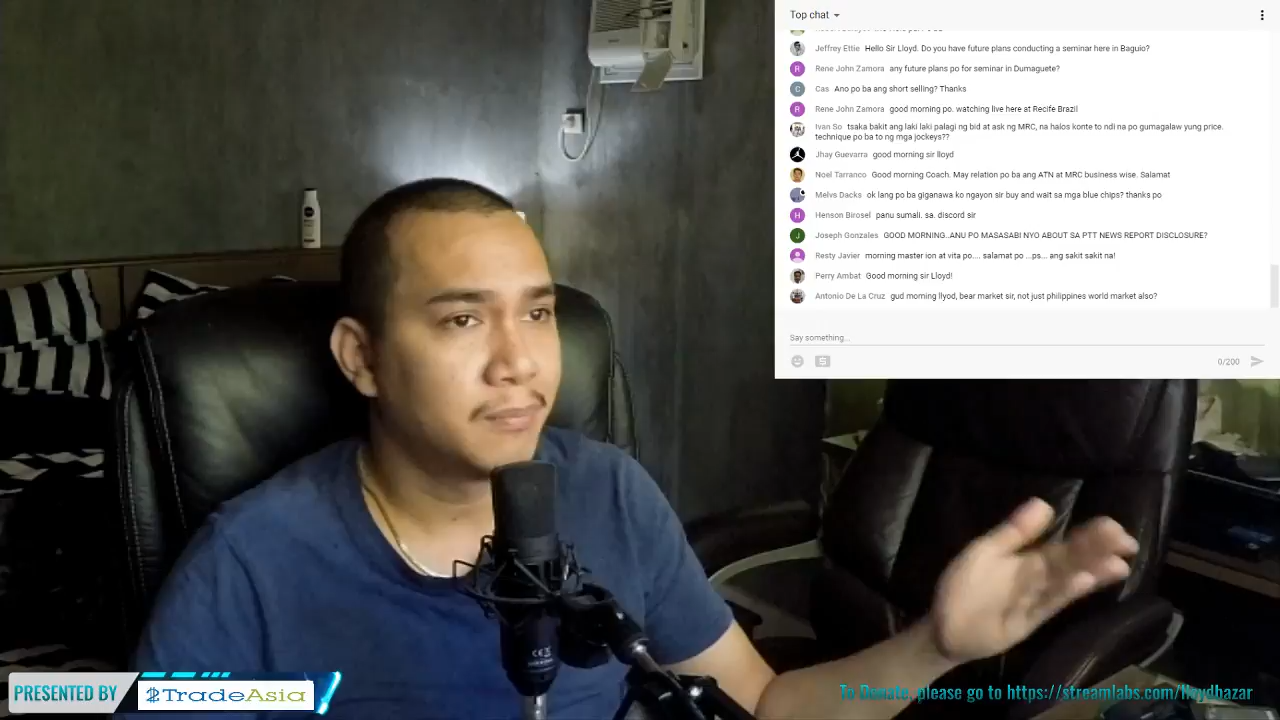 Top chat
Jeffrey Ettie Hello Sir Lloyd. Do you have future plans conducting a seminar here in Baguio?
R Rene John Zamora any future plans po for seminar in Dumaguete?
C Cas Ano po ba ang short selling? Thanks
R Rene John Zamora good morning po. watching live here at Recife Brazil
Ivan So tsaka bakit ang laki laki palagi ng bid at ask ng MRC, na halos konte to ndi na po gumagalaw yung price.
technique po ba to ng mga jockeys??
Jhay Guevarra good morning sir lloyd
Noel Tarranco Good morning Coach. May relation po ba ang ATN at MRC business wise. Salamat
Melvs Dacks ok lang po ba giganawa ko ngayon sir buy and wait sa mga blue chips? thanks po
H Henson Birosel panu sumali. sa. discord sir
J Joseph Gonzales GOOD MORNING..ANU PO MASASABI NYO ABOUT SA PTT NEWS REPORT DISCLOSURE?
Resty Javier morning master ion at vita po.... salamat po ...ps... ang sakit sakit na!
Perry Ambat Good morning sir Lloyd!
Antonio De La Cruz gud morning llyod, bear market sir, not just philippines world market also?
Say something...
0/200
NIVEA
PRESENTED BY $TradeAsia
To Donate, please go to https://streamlabs.com/lloydbazar